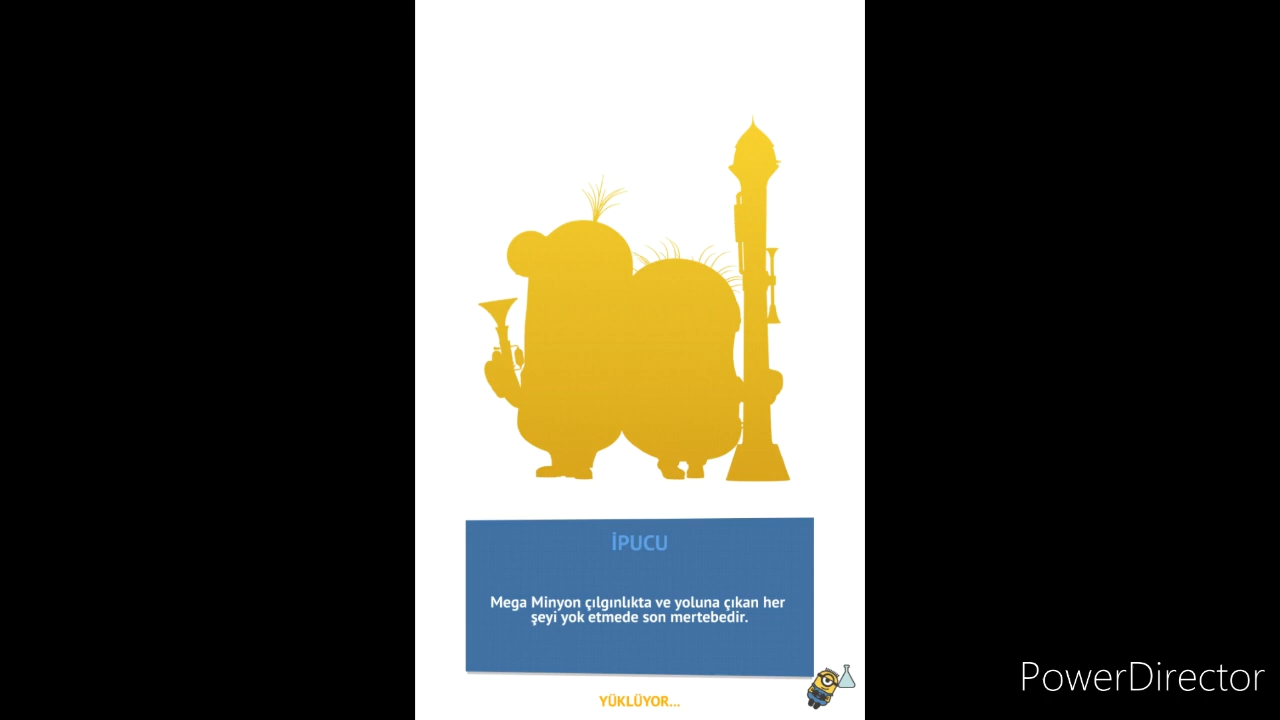 İPUCU
Mega Minyon çılgınlıkta ve yoluna çıkan her
şeyi yok etmede son mertebedir.
YÜKLÜYOR...
PowerDirector